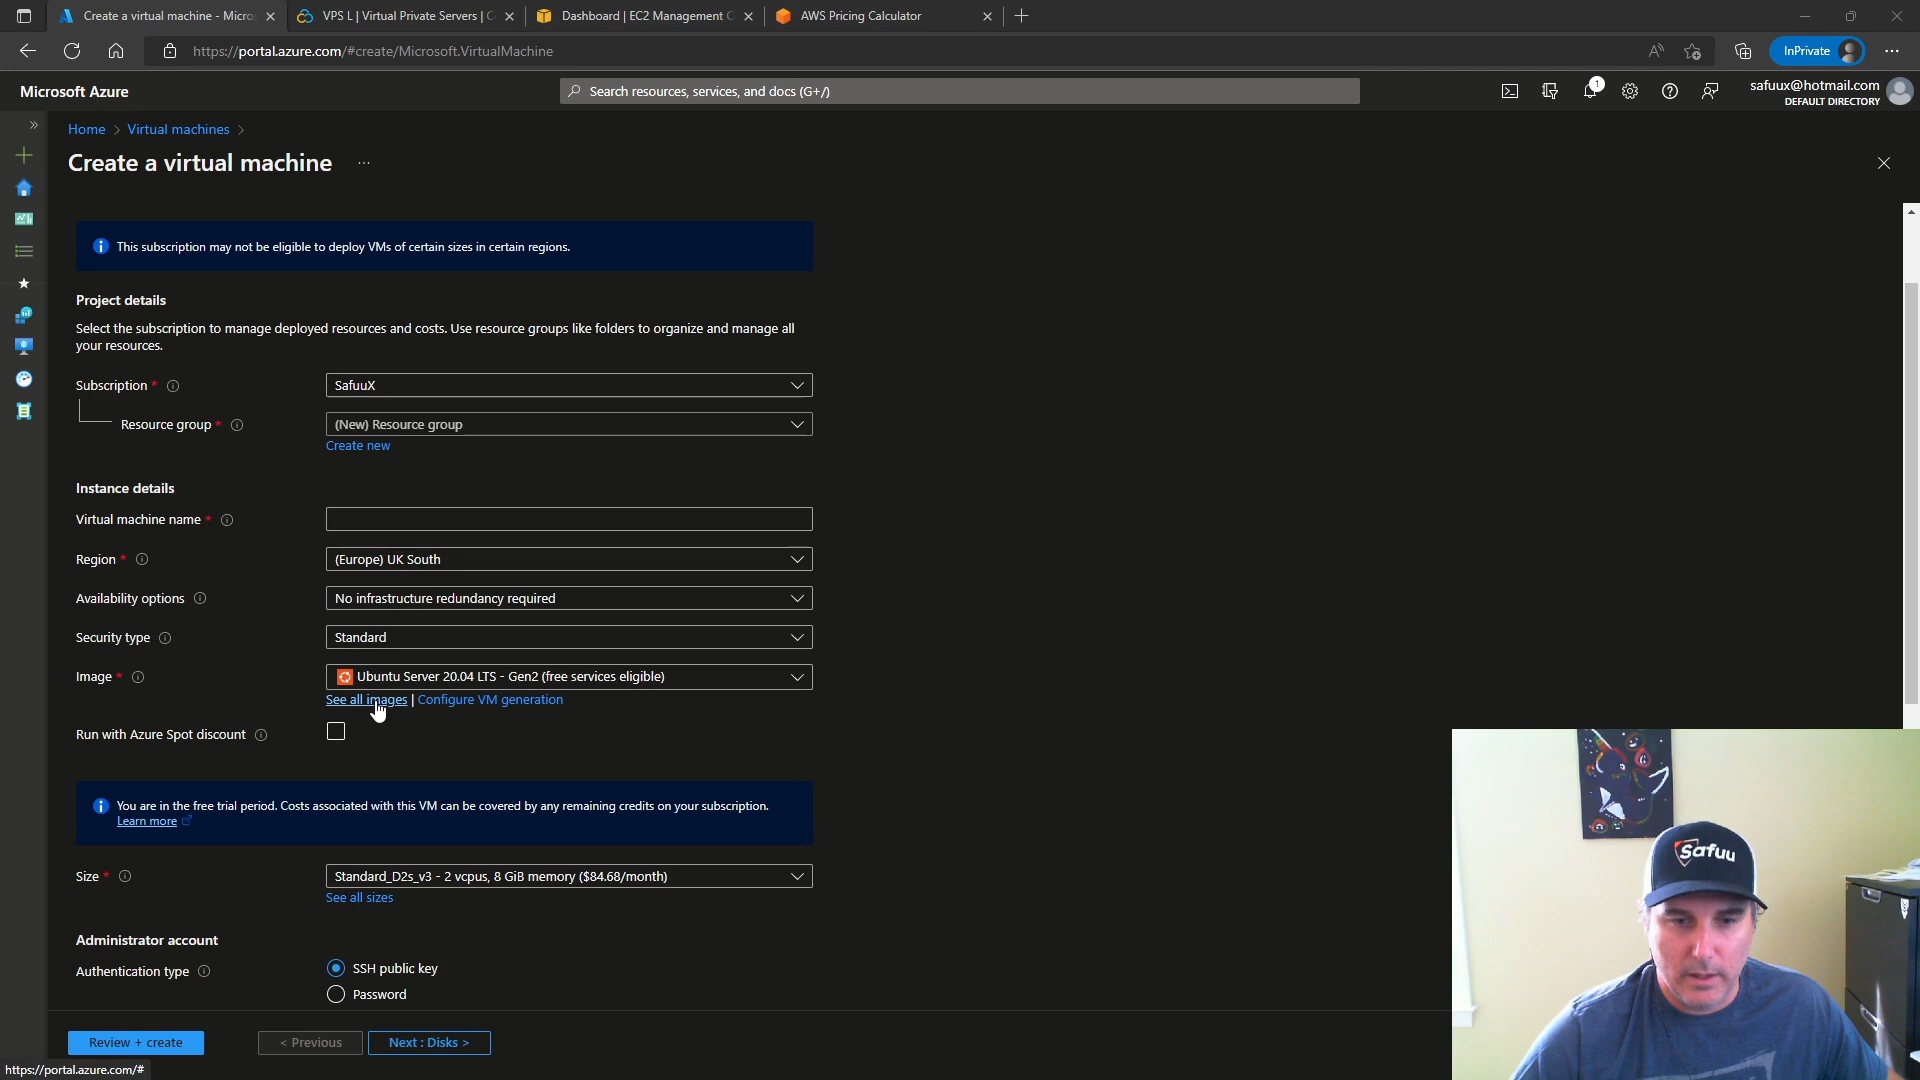 Create a virtual machine - Micros
VPS L | Virtual Private Servers | C
Dashboard | EC2 Management C
AWS Pricing Calculator
https://portal.azure.com/#create/Microsoft.VirtualMachine
InPrivate
Microsoft Azure
Search resources, services, and docs (G+/)
1
safuux@hotmail.com
DEFAULT DIRECTORY
Home > Virtual machines >
Create a virtual machine ...
This subscription may not be eligible to deploy VMs of certain sizes in certain regions.
Project details
Select the subscription to manage deployed resources and costs. Use resource groups like folders to organize and manage all
your resources.
Subscription * SafuuX
Resource group * (New) Resource group
Create new
Instance details
Virtual machine name *
Region * (Europe) UK South
Availability options No infrastructure redundancy required
Security type Standard
Image * Ubuntu Server 20.04 LTS - Gen2 (free services eligible)
See all images | Configure VM generation
Run with Azure Spot discount
You are in the free trial period. Costs associated with this VM can be covered by any remaining credits on your subscription.
Learn more
Size * Standard_D2s_v3 - 2 vcpus, 8 GiB memory ($84.68/month)
See all sizes
Administrator account
Authentication type SSH public key
Password
Review + create < Previous Next : Disks >
https://portal.azure.com/#
Safuu